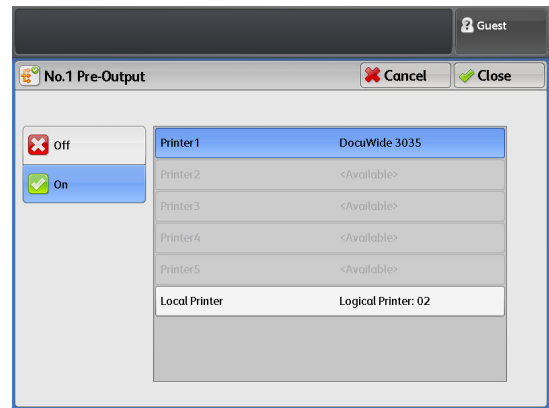 Guest
No.1 Pre-Output
Cancel
Close
Off
On
Printer1 DocuWide 3035
Printer2 <Available>
Printer3 <Available>
Printer4 <Available>
Printer5 <Available>
Local Printer Logical Printer: 02